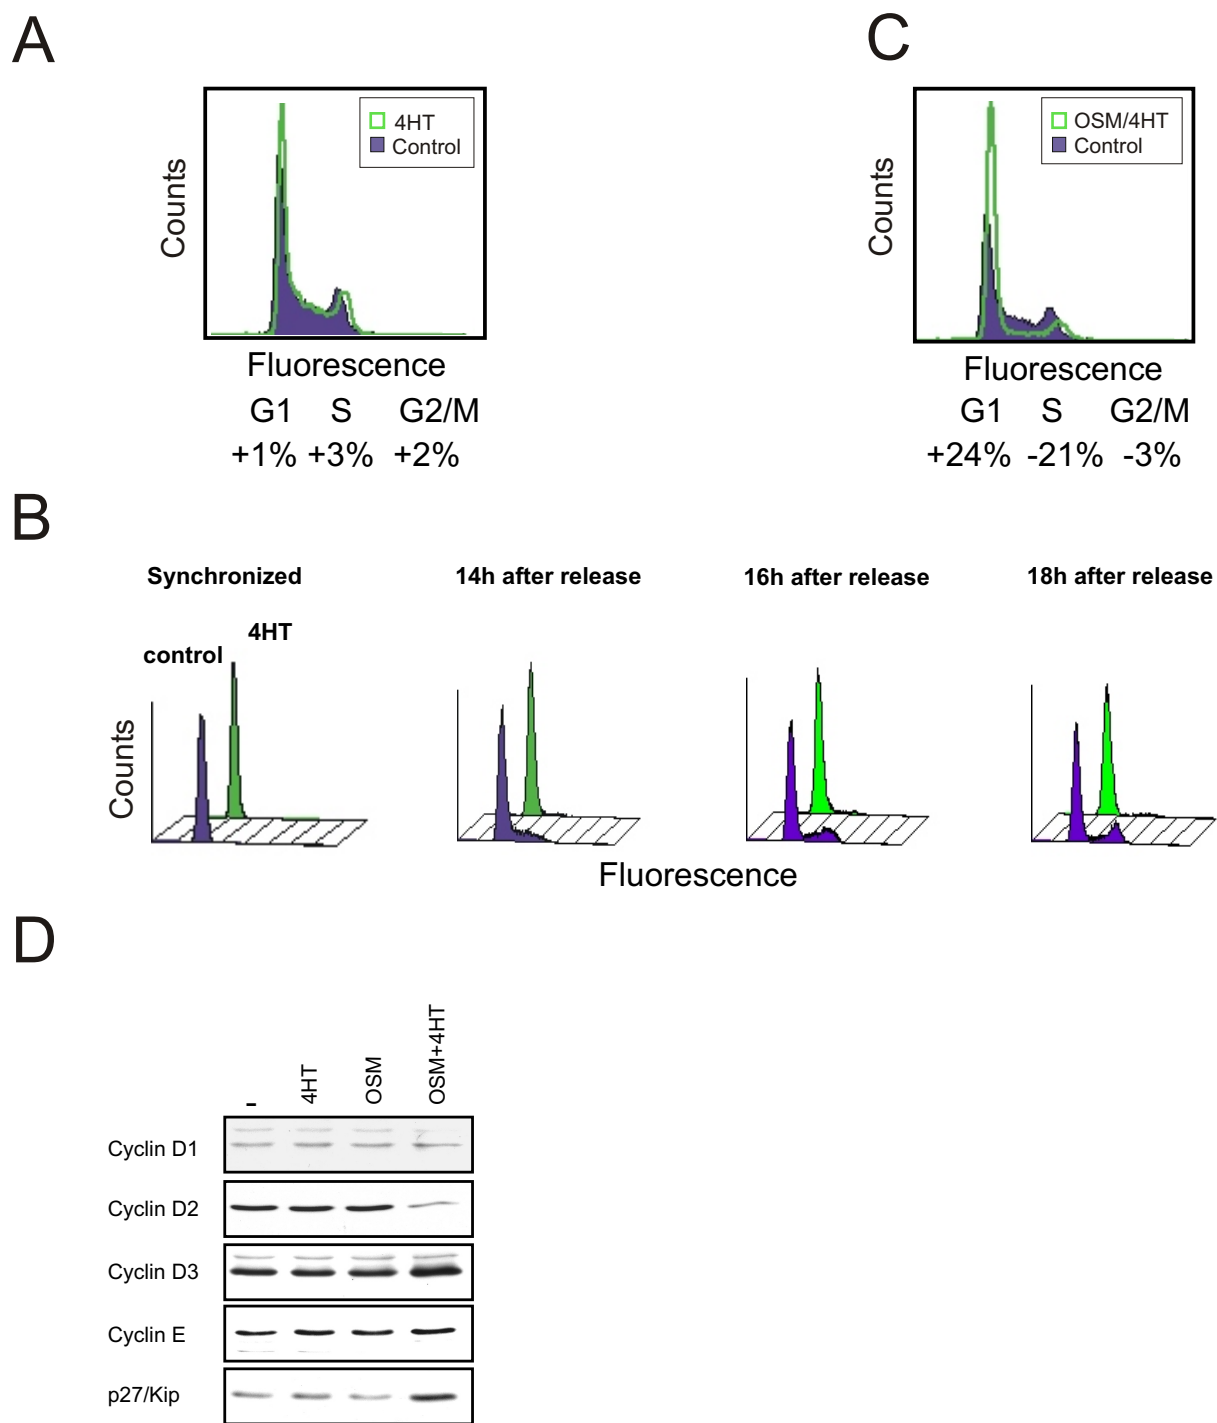 A
C
4HT
Control
Counts
Fluorescence
G1 S G2/M
+1% +3% +2%
OSM/4HT
Control
Counts
Fluorescence
G1 S G2/M
+24% -21% -3%
B
Synchronized
14h after release
16h after release
18h after release
4HT
control
Counts
Fluorescence
D
– 4HT OSM OSM+4HT
Cyclin D1
Cyclin D2
Cyclin D3
Cyclin E
p27/Kip